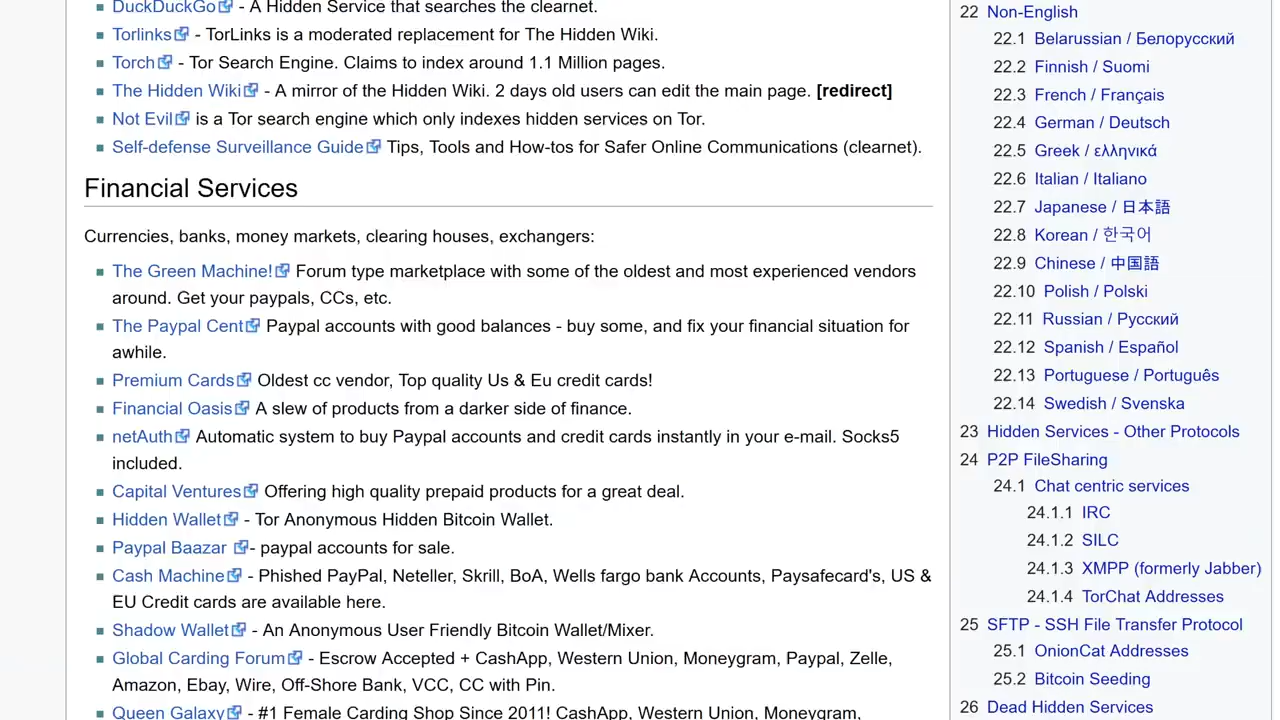 DuckDuckGo - A Hidden Service that searches the clearnet.
Torlinks - TorLinks is a moderated replacement for The Hidden Wiki.
Torch - Tor Search Engine. Claims to index around 1.1 Million pages.
The Hidden Wiki - A mirror of the Hidden Wiki. 2 days old users can edit the main page. [redirect]
Not Evil is a Tor search engine which only indexes hidden services on Tor.
Self-defense Surveillance Guide Tips, Tools and How-tos for Safer Online Communications (clearnet).
Financial Services
Currencies, banks, money markets, clearing houses, exchangers:
The Green Machine! Forum type marketplace with some of the oldest and most experienced vendors
around. Get your paypals, CCs, etc.
The Paypal Cent Paypal accounts with good balances - buy some, and fix your financial situation for
awhile.
Premium Cards Oldest cc vendor, Top quality Us & Eu credit cards!
Financial Oasis A slew of products from a darker side of finance.
netAuth Automatic system to buy Paypal accounts and credit cards instantly in your e-mail. Socks5
included.
Capital Ventures Offering high quality prepaid products for a great deal.
Hidden Wallet - Tor Anonymous Hidden Bitcoin Wallet.
Paypal Baazar - paypal accounts for sale.
Cash Machine - Phished PayPal, Neteller, Skrill, BoA, Wells fargo bank Accounts, Paysafecard's, US &
EU Credit cards are available here.
Shadow Wallet - An Anonymous User Friendly Bitcoin Wallet/Mixer.
Global Carding Forum - Escrow Accepted + CashApp, Western Union, Moneygram, Paypal, Zelle,
Amazon, Ebay, Wire, Off-Shore Bank, VCC, CC with Pin.
Queen Galaxy - #1 Female Carding Shop Since 2011! CashApp, Western Union, Moneygram,
22 Non-English
22.1 Belarussian / Белорусский
22.2 Finnish / Suomi
22.3 French / Français
22.4 German / Deutsch
22.5 Greek / ελληνικά
22.6 Italian / Italiano
22.7 Japanese / 日本語
22.8 Korean / 한국어
22.9 Chinese / 中国語
22.10 Polish / Polski
22.11 Russian / Русский
22.12 Spanish / Español
22.13 Portuguese / Português
22.14 Swedish / Svenska
23 Hidden Services - Other Protocols
24 P2P FileSharing
24.1 Chat centric services
24.1.1 IRC
24.1.2 SILC
24.1.3 XMPP (formerly Jabber)
24.1.4 TorChat Addresses
25 SFTP - SSH File Transfer Protocol
25.1 OnionCat Addresses
25.2 Bitcoin Seeding
26 Dead Hidden Services